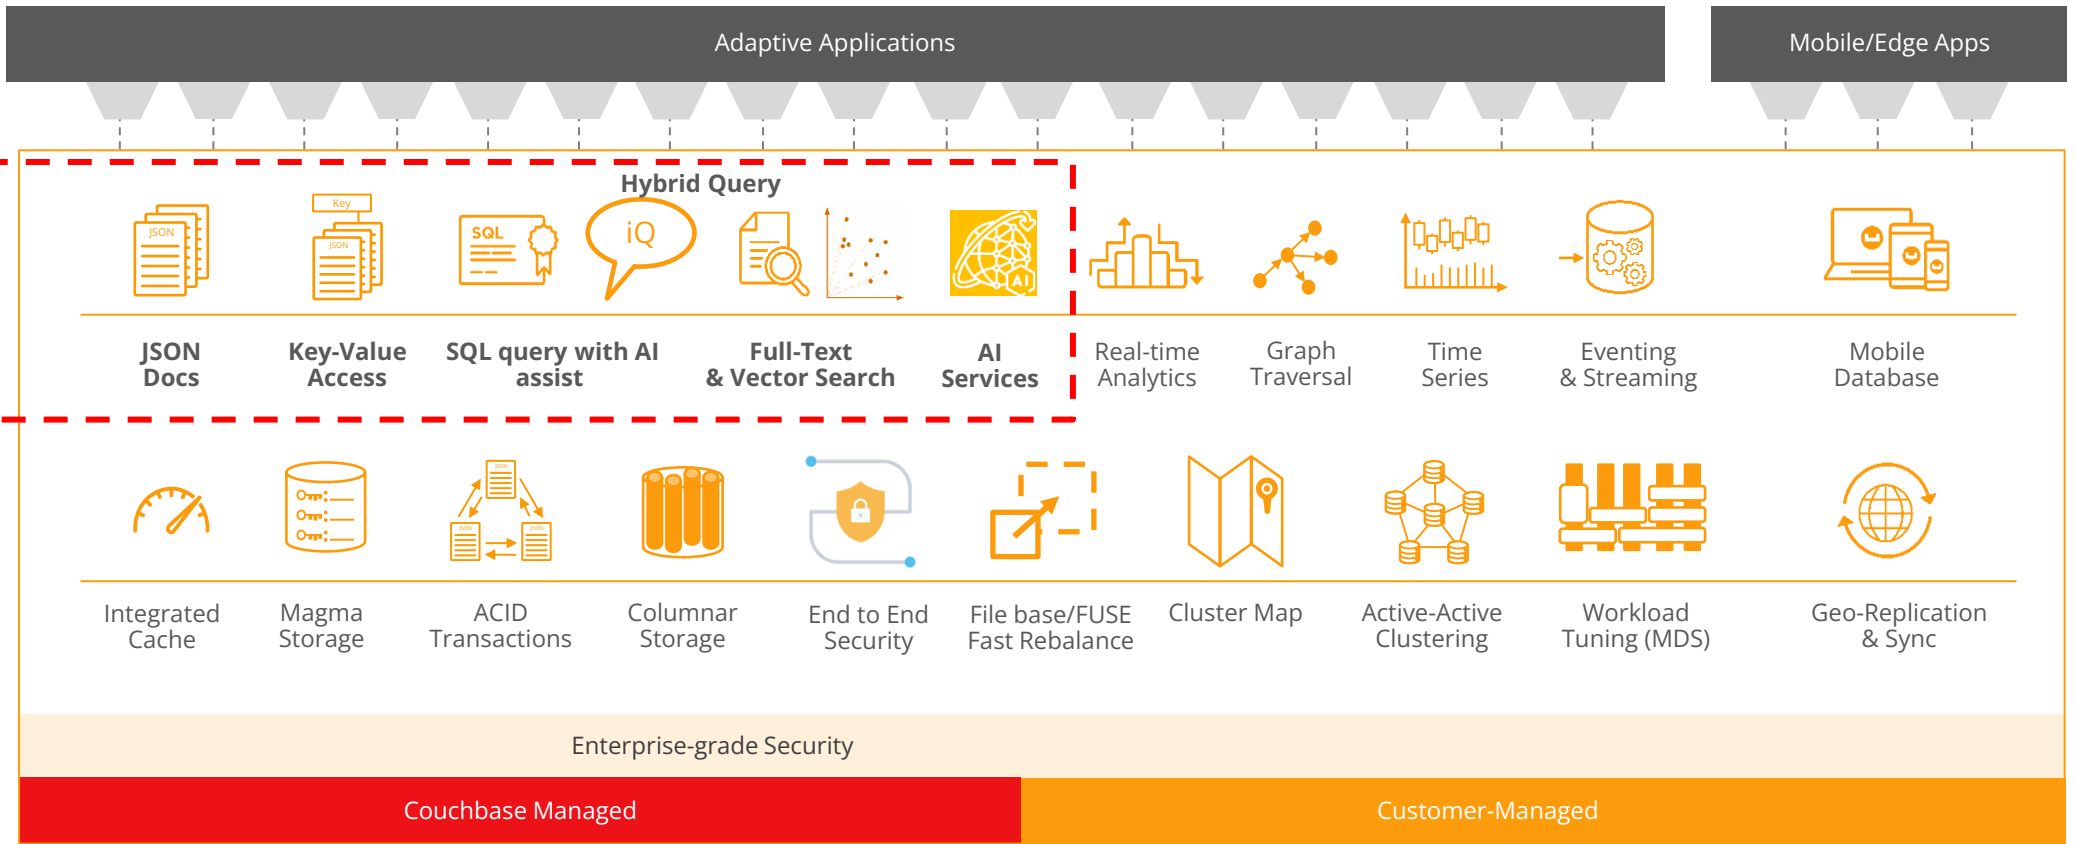 Adaptive Applications
Mobile/Edge Apps
Hybrid Query
JSON
Key
JSON
SQL
iQ
AI
JSON
Docs
Key-Value
Access
SQL query with AI
assist
Full-Text
& Vector Search
AI
Services
Real-time
Analytics
Graph
Traversal
Time
Series
Eventing
& Streaming
Mobile
Database
JSON
JSON
JSON
Integrated
Cache
Magma
Storage
ACID
Transactions
Columnar
Storage
End to End
Security
File base/FUSE
Fast Rebalance
Cluster Map
Active-Active
Clustering
Workload
Tuning (MDS)
Geo-Replication
& Sync
Enterprise-grade Security
Couchbase Managed
Customer-Managed